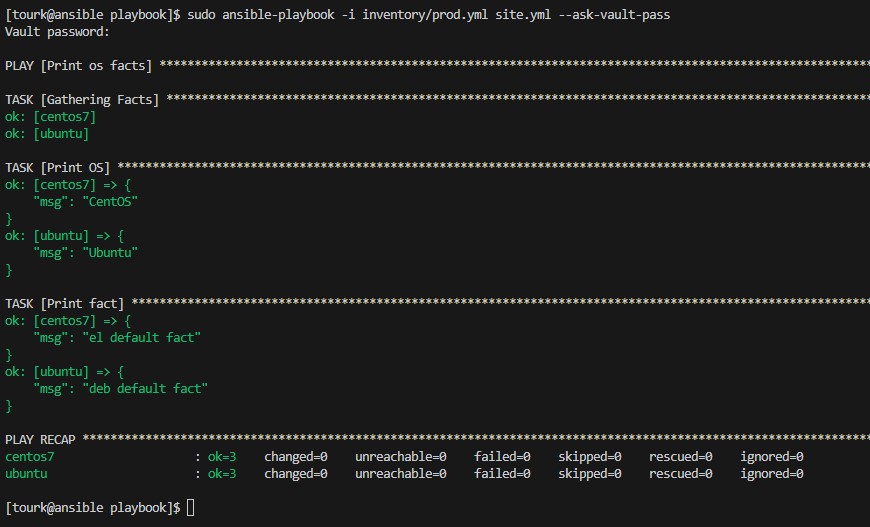 [tourk@ansible playbook]$ sudo ansible-playbook -i inventory/prod.yml site.yml --ask-vault-pass
Vault password:
PLAY [Print os facts] *****************************************************************************************************
TASK [Gathering Facts] ****************************************************************************************************
ok: [centos7]
ok: [ubuntu]
TASK [Print OS] ***********************************************************************************************************
ok: [centos7] => {
    "msg": "CentOS"
}
ok: [ubuntu] => {
    "msg": "Ubuntu"
}
TASK [Print fact] *********************************************************************************************************
ok: [centos7] => {
    "msg": "el default fact"
}
ok: [ubuntu] => {
    "msg": "deb default fact"
}
PLAY RECAP ****************************************************************************************************************
centos7                    : ok=3    changed=0    unreachable=0    failed=0    skipped=0    rescued=0    ignored=0
ubuntu                     : ok=3    changed=0    unreachable=0    failed=0    skipped=0    rescued=0    ignored=0
[tourk@ansible playbook]$